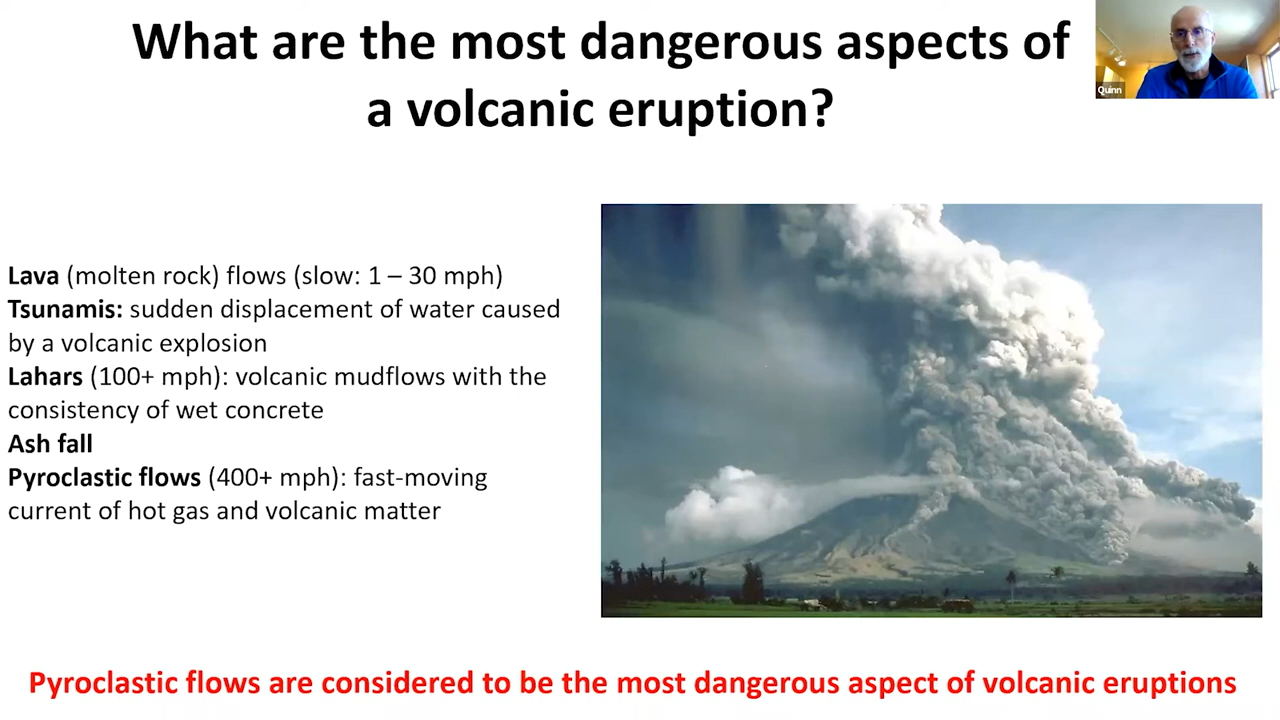 What are the most dangerous aspects of
a volcanic eruption?
Quinn
Lava (molten rock) flows (slow: 1 – 30 mph)
Tsunamis: sudden displacement of water caused
by a volcanic explosion
Lahars (100+ mph): volcanic mudflows with the
consistency of wet concrete
Ash fall
Pyroclastic flows (400+ mph): fast-moving
current of hot gas and volcanic matter
Pyroclastic flows are considered to be the most dangerous aspect of volcanic eruptions